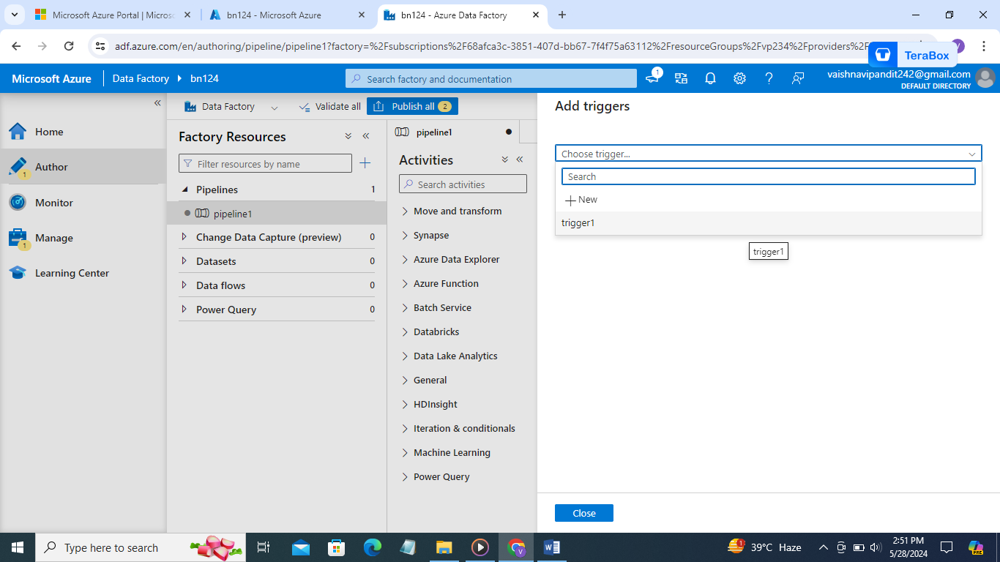 Microsoft Azure Portal | Micros
bn124 - Microsoft Azure
bn124 - Azure Data Factory
adf.azure.com/en/authoring/pipeline/pipeline1?factory=%2Fsubscriptions%2F68afca3c-3851-407d-bb67-7f4f75a63112%2FresourceGroups%2Fvp234%2Fproviders%2F
TeraBox
Microsoft Azure
Data Factory
bn124
Search factory and documentation
1
vaishnavipandit242@gmail.com
DEFAULT DIRECTORY
Home
Author
1
Monitor
Manage
1
Learning Center
Data Factory
Validate all
Publish all 2
Factory Resources
Filter resources by name
Pipelines 1
pipeline1
Change Data Capture (preview) 0
Datasets 0
Data flows 0
Power Query 0
pipeline1
Activities
Search activities
Move and transform
Synapse
Azure Data Explorer
Azure Function
Batch Service
Databricks
Data Lake Analytics
General
HDInsight
Iteration & conditionals
Machine Learning
Power Query
Add triggers
Choose trigger...
Search
New
trigger1
trigger1
Close
Type here to search
39°C Haze
2:51 PM
5/28/2024